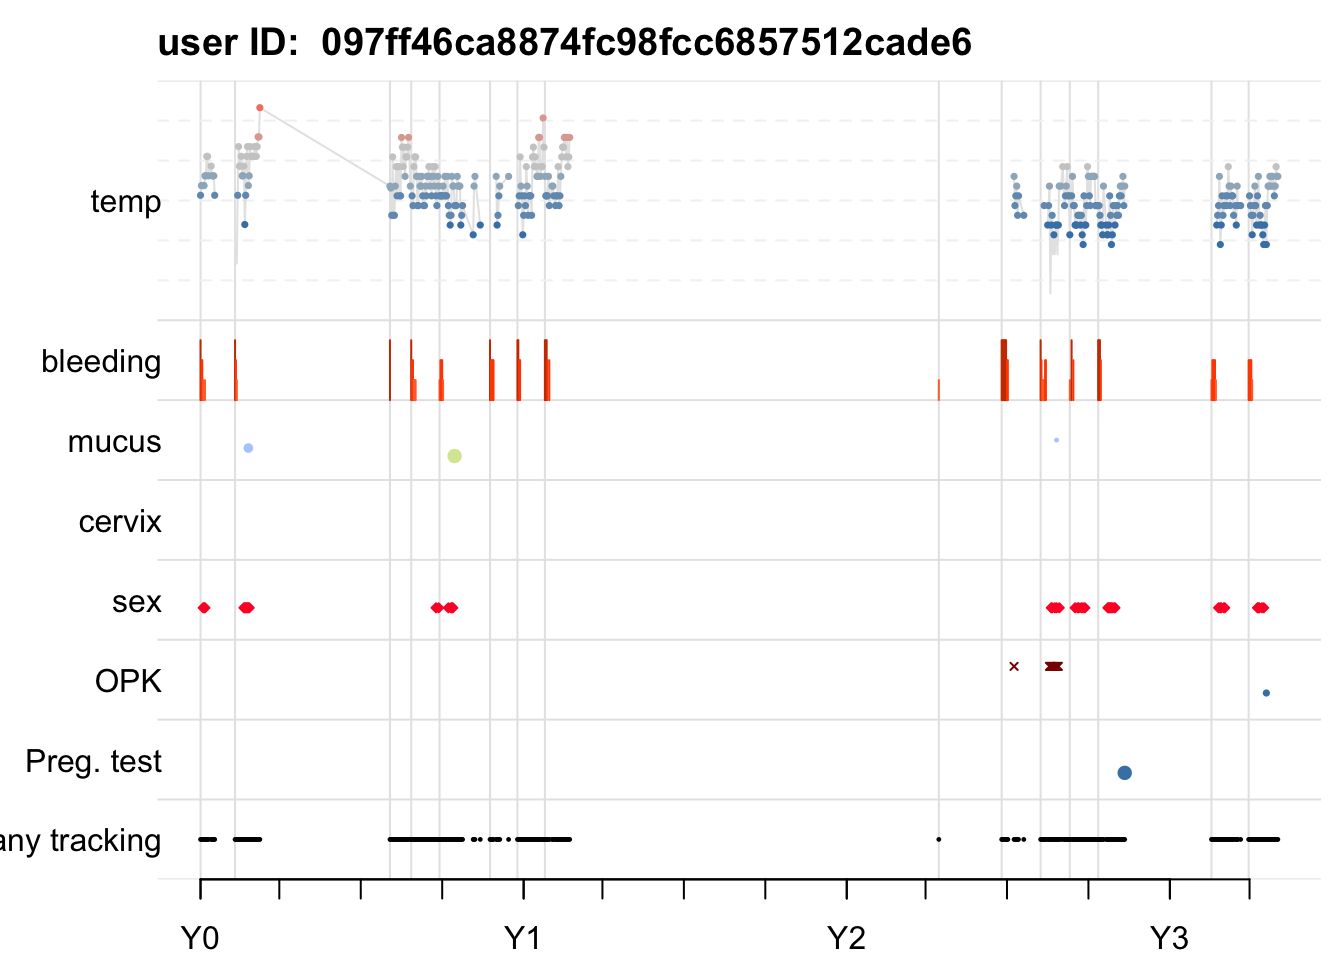 user ID:  097ff46ca8874fc98fcc6857512cade6
temp
bleeding
mucus
cervix
sex
OPK
Preg. test
any tracking
Y0 Y1 Y2 Y3